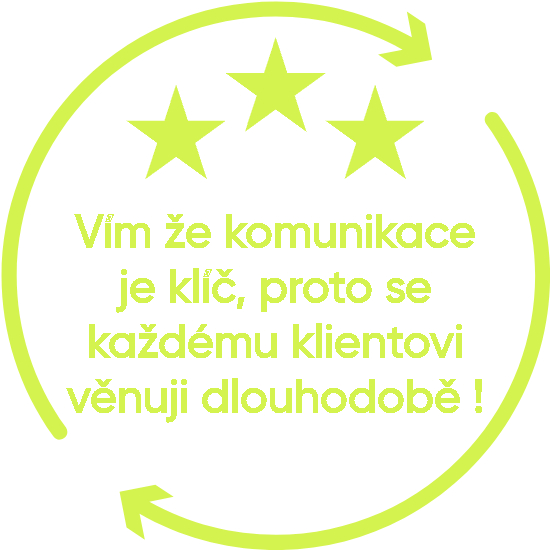 Vím že komunikace
je klíč, proto se
každému klientovi
věnuji dlouhodobě !